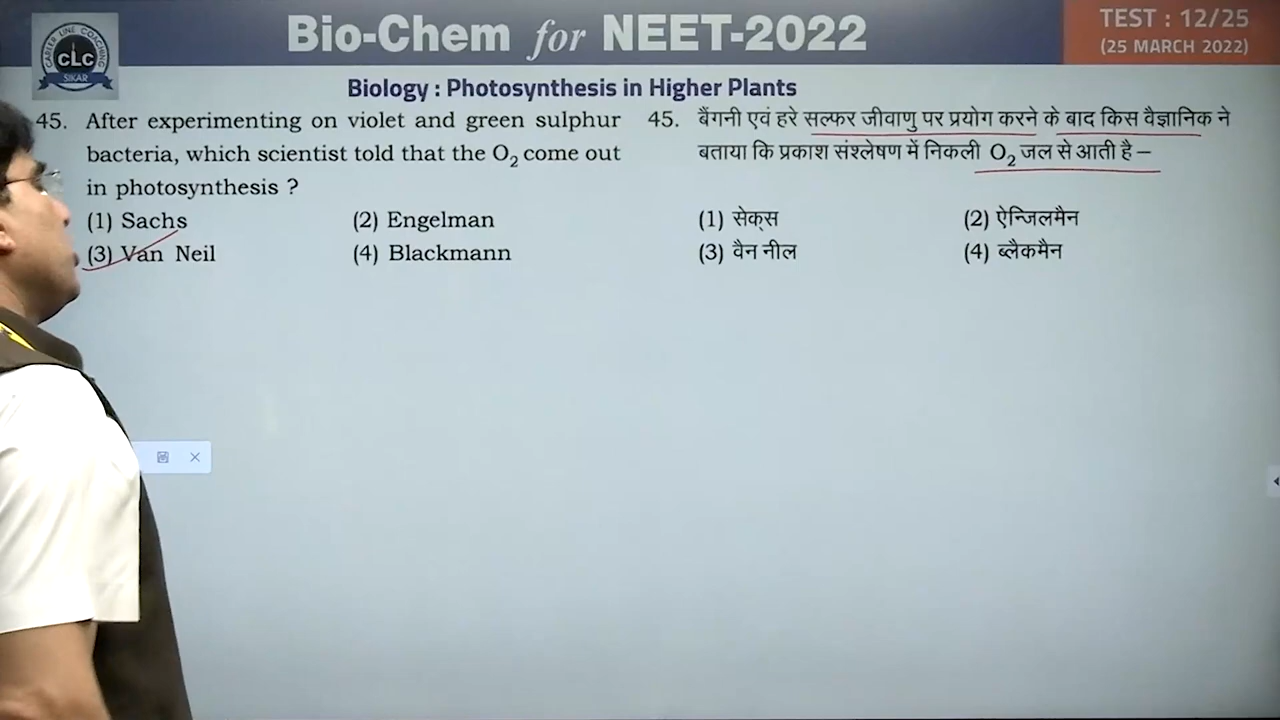 CAREER LINE COACHING
CLC
SIKAR
Bio-Chem for NEET-2022
TEST : 12/25
(25 MARCH 2022)
Biology : Photosynthesis in Higher Plants
45. After experimenting on violet and green sulphur
bacteria, which scientist told that the O2 come out
in photosynthesis ?
(1) Sachs (2) Engelman
(3) Van Neil (4) Blackmann
45. बैंगनी एवं हरे सल्फर जीवाणु पर प्रयोग करने के बाद किस वैज्ञानिक ने
बताया कि प्रकाश संश्लेषण में निकली O2 जल से आती है –
(1) सेक्स (2) ऐन्जिलमैन
(3) वैन नील (4) ब्लैकमैन